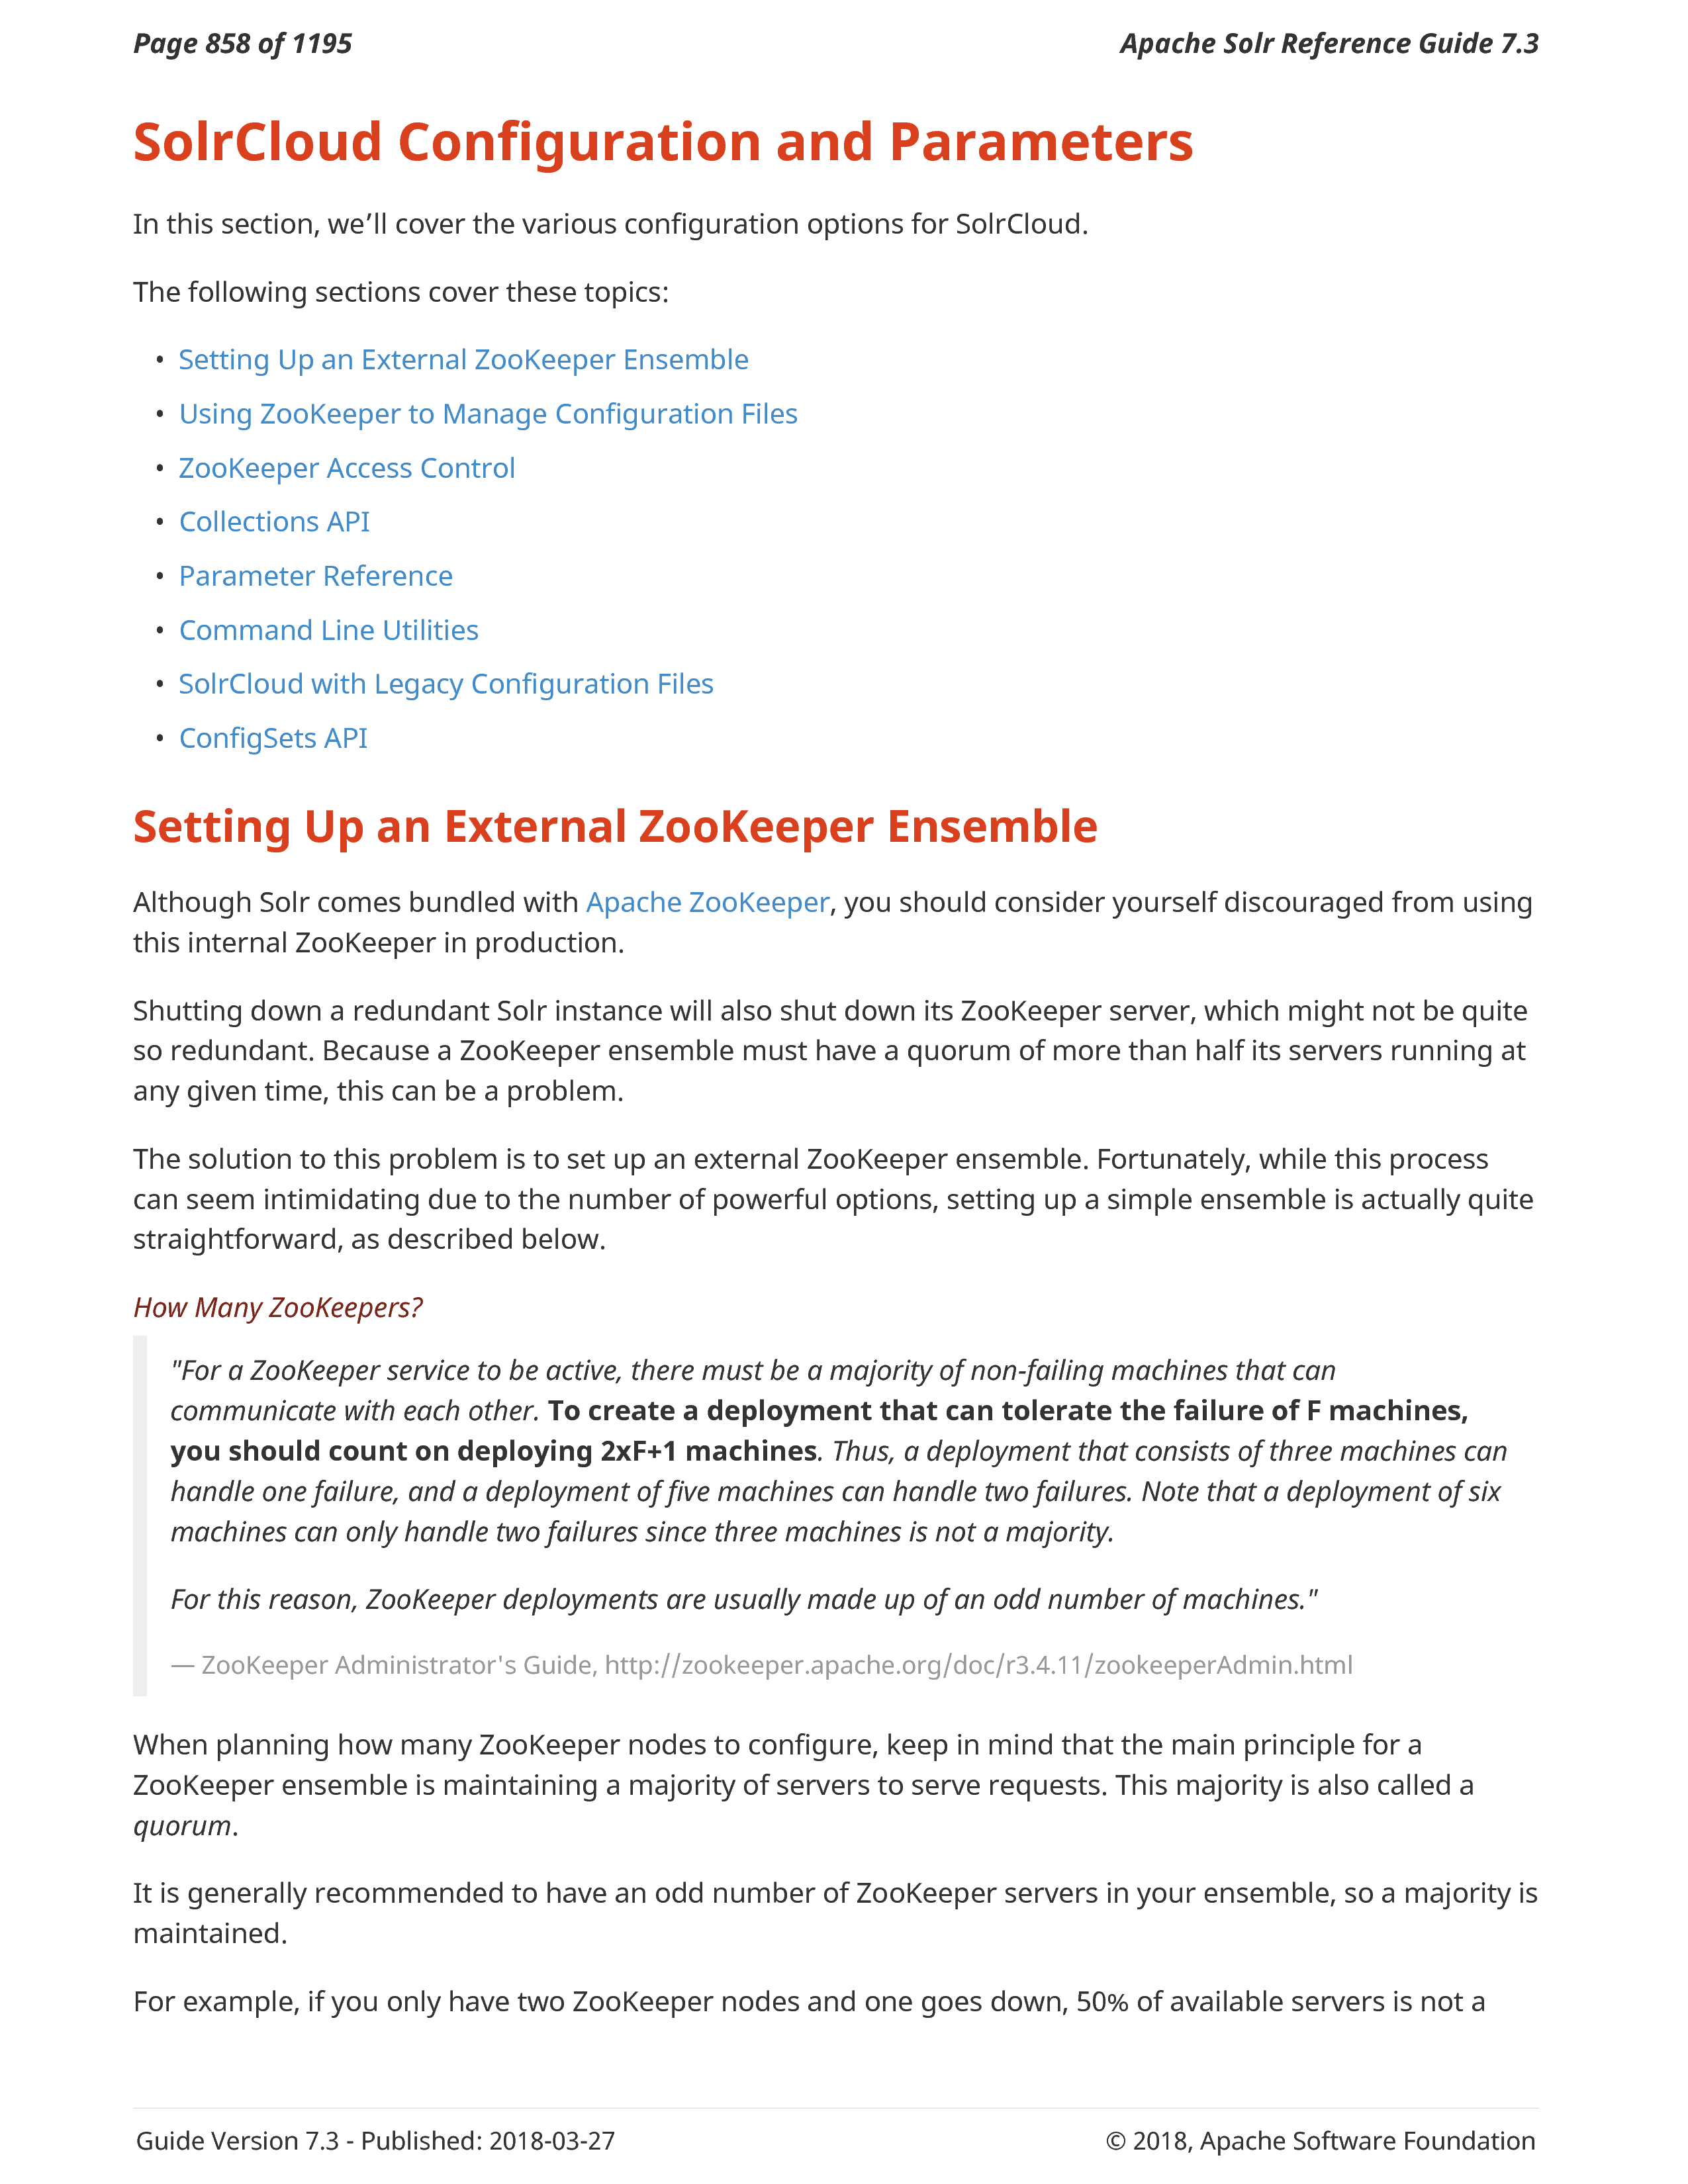 Page 858 of 1195
Apache Solr Reference Guide 7.3
SolrCloud Configuration and Parameters
In this section, we’ll cover the various configuration options for SolrCloud.
The following sections cover these topics:
• Setting Up an External ZooKeeper Ensemble
• Using ZooKeeper to Manage Configuration Files
• ZooKeeper Access Control
• Collections API
• Parameter Reference
• Command Line Utilities
• SolrCloud with Legacy Configuration Files
• ConfigSets API
Setting Up an External ZooKeeper Ensemble
Although Solr comes bundled with Apache ZooKeeper, you should consider yourself discouraged from using
this internal ZooKeeper in production.
Shutting down a redundant Solr instance will also shut down its ZooKeeper server, which might not be quite
so redundant. Because a ZooKeeper ensemble must have a quorum of more than half its servers running at
any given time, this can be a problem.
The solution to this problem is to set up an external ZooKeeper ensemble. Fortunately, while this process
can seem intimidating due to the number of powerful options, setting up a simple ensemble is actually quite
straightforward, as described below.
How Many ZooKeepers?
"For a ZooKeeper service to be active, there must be a majority of non-failing machines that can
communicate with each other. To create a deployment that can tolerate the failure of F machines,
you should count on deploying 2xF+1 machines. Thus, a deployment that consists of three machines can
handle one failure, and a deployment of five machines can handle two failures. Note that a deployment of six
machines can only handle two failures since three machines is not a majority.
For this reason, ZooKeeper deployments are usually made up of an odd number of machines."
— ZooKeeper Administrator's Guide, http://zookeeper.apache.org/doc/r3.4.11/zookeeperAdmin.html
When planning how many ZooKeeper nodes to configure, keep in mind that the main principle for a
ZooKeeper ensemble is maintaining a majority of servers to serve requests. This majority is also called a
quorum.
It is generally recommended to have an odd number of ZooKeeper servers in your ensemble, so a majority is
maintained.
For example, if you only have two ZooKeeper nodes and one goes down, 50% of available servers is not a
Guide Version 7.3 - Published: 2018-03-27
© 2018, Apache Software Foundation